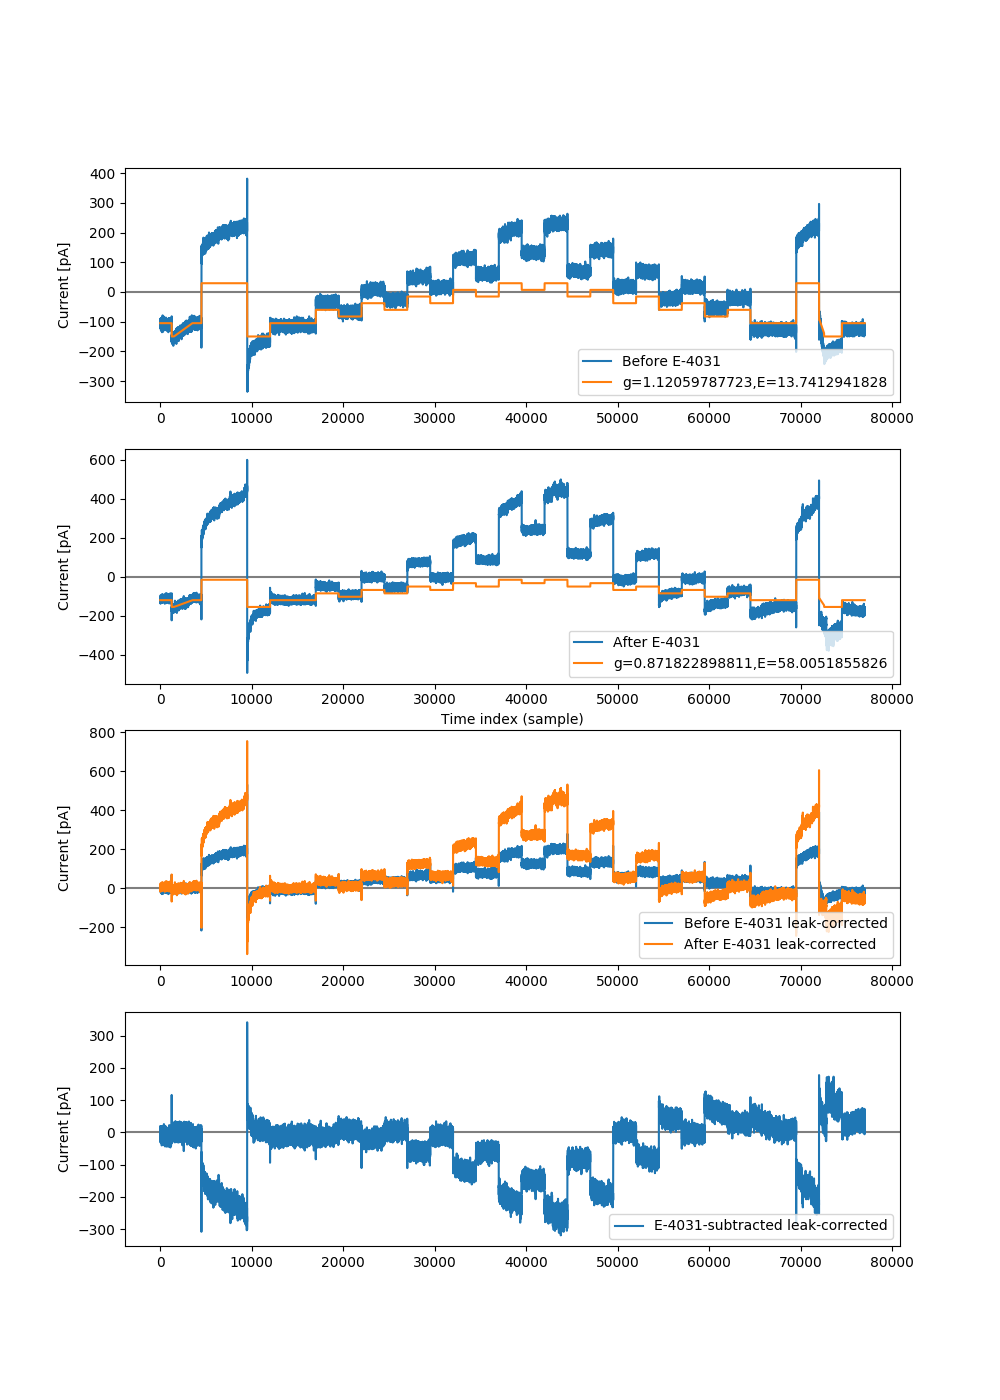 400
300
200
100
0
−100
−200
−300
Current [pA]
Before E-4031
g=1.12059787723,E=13.7412941828
0 10000 20000 30000 40000 50000 60000 70000 80000
600
400
200
0
−200
−400
Current [pA]
After E-4031
g=0.871822898811,E=58.0051855826
0 10000 20000 30000 40000 50000 60000 70000 80000
Time index (sample)
800
600
400
200
0
−200
Current [pA]
Before E-4031 leak-corrected
After E-4031 leak-corrected
0 10000 20000 30000 40000 50000 60000 70000 80000
300
200
100
0
−100
−200
−300
Current [pA]
E-4031-subtracted leak-corrected
0 10000 20000 30000 40000 50000 60000 70000 80000